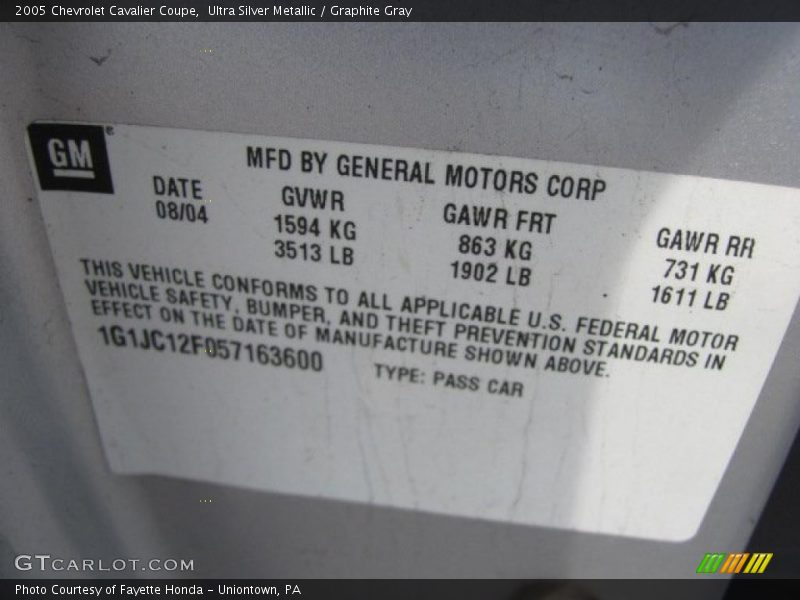 2005 Chevrolet Cavalier Coupe, Ultra Silver Metallic / Graphite Gray
GM®
MFD BY GENERAL MOTORS CORP
DATE GVWR GAWR FRT GAWR RR
08/04 1594 KG 863 KG 731 KG
3513 LB 1902 LB 1611 LB
THIS VEHICLE CONFORMS TO ALL APPLICABLE U.S. FEDERAL MOTOR
VEHICLE SAFETY, BUMPER, AND THEFT PREVENTION STANDARDS IN
EFFECT ON THE DATE OF MANUFACTURE SHOWN ABOVE.
1G1JC12F057163600 TYPE: PASS CAR
GTCARLOT.COM
Photo Courtesy of Fayette Honda - Uniontown, PA